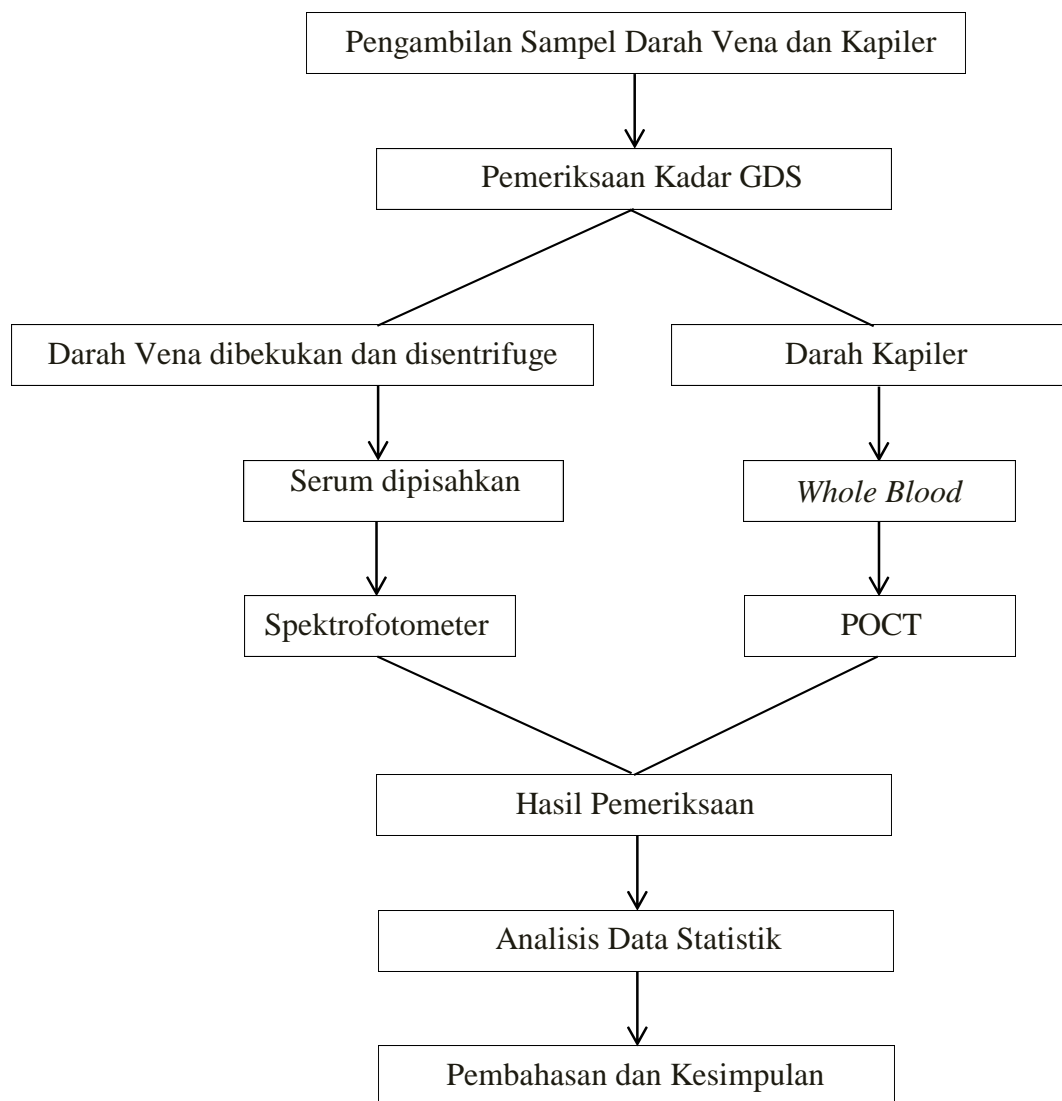 Pengambilan Sampel Darah Vena dan Kapiler
Pemeriksaan Kadar GDS
Darah Vena dibekukan dan disentrifuge
Darah Kapiler
Serum dipisahkan
Whole Blood
Spektrofotometer
POCT
Hasil Pemeriksaan
Analisis Data Statistik
Pembahasan dan Kesimpulan